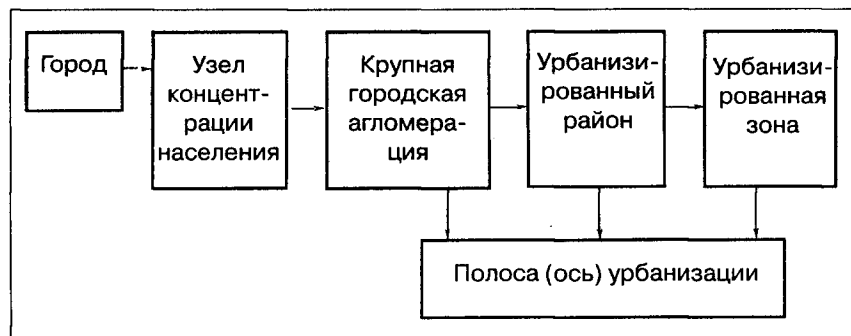 Город
Узел
концент-
рации
населения
Крупная
городская
агломера-
ция
Урбанизи-
рованный
район
Урбанизи-
рованная
зона
Полоса (ось) урбанизации